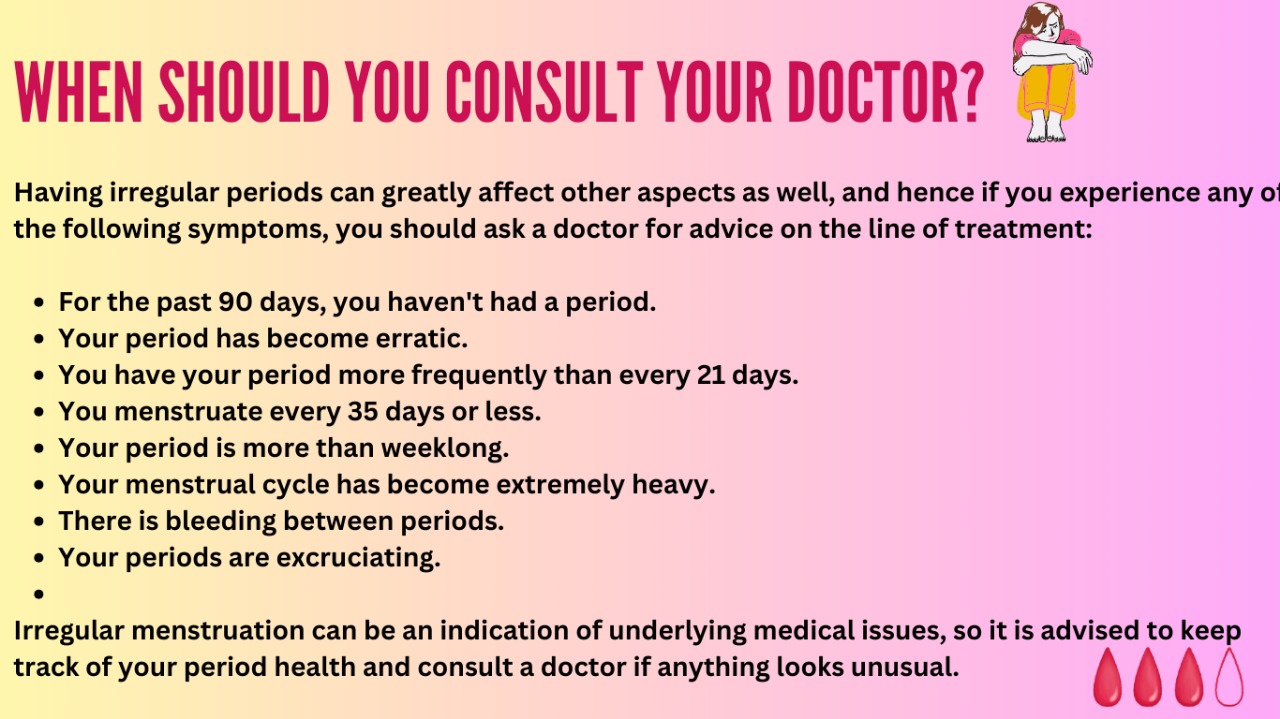 WHEN SHOULD YOU CONSULT YOUR DOCTOR?
Having irregular periods can greatly affect other aspects as well, and hence if you experience any of
the following symptoms, you should ask a doctor for advice on the line of treatment:
• For the past 90 days, you haven't had a period.
• Your period has become erratic.
• You have your period more frequently than every 21 days.
• You menstruate every 35 days or less.
• Your period is more than weeklong.
• Your menstrual cycle has become extremely heavy.
• There is bleeding between periods.
• Your periods are excruciating.
•
Irregular menstruation can be an indication of underlying medical issues, so it is advised to keep
track of your period health and consult a doctor if anything looks unusual.